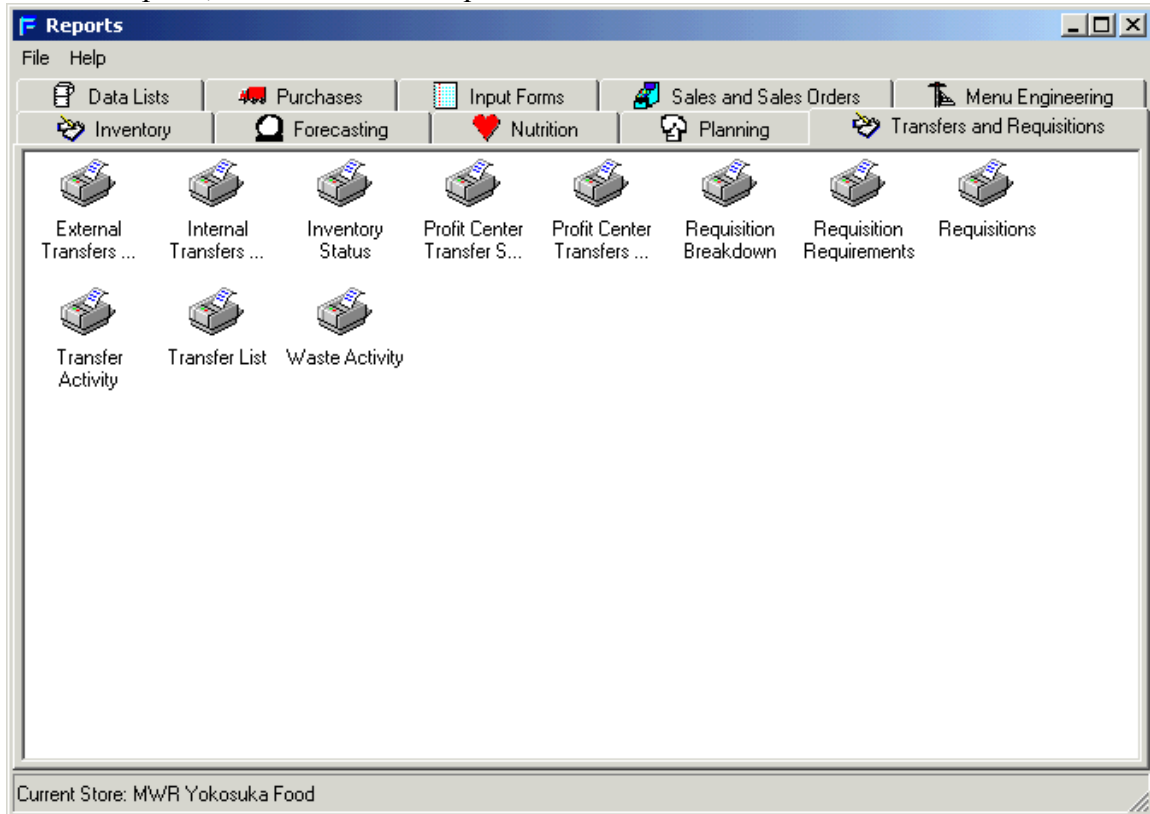 Reports
File Help
Data Lists Purchases Input Forms Sales and Sales Orders Menu Engineering
Inventory Forecasting Nutrition Planning Transfers and Requisitions
External Internal Inventory Profit Center Profit Center Requisition Requisition Requisitions
Transfers ... Transfers ... Status Transfer S... Transfers ... Breakdown Requirements
Transfer Transfer List Waste Activity
Activity
Current Store: MWR Yokosuka Food